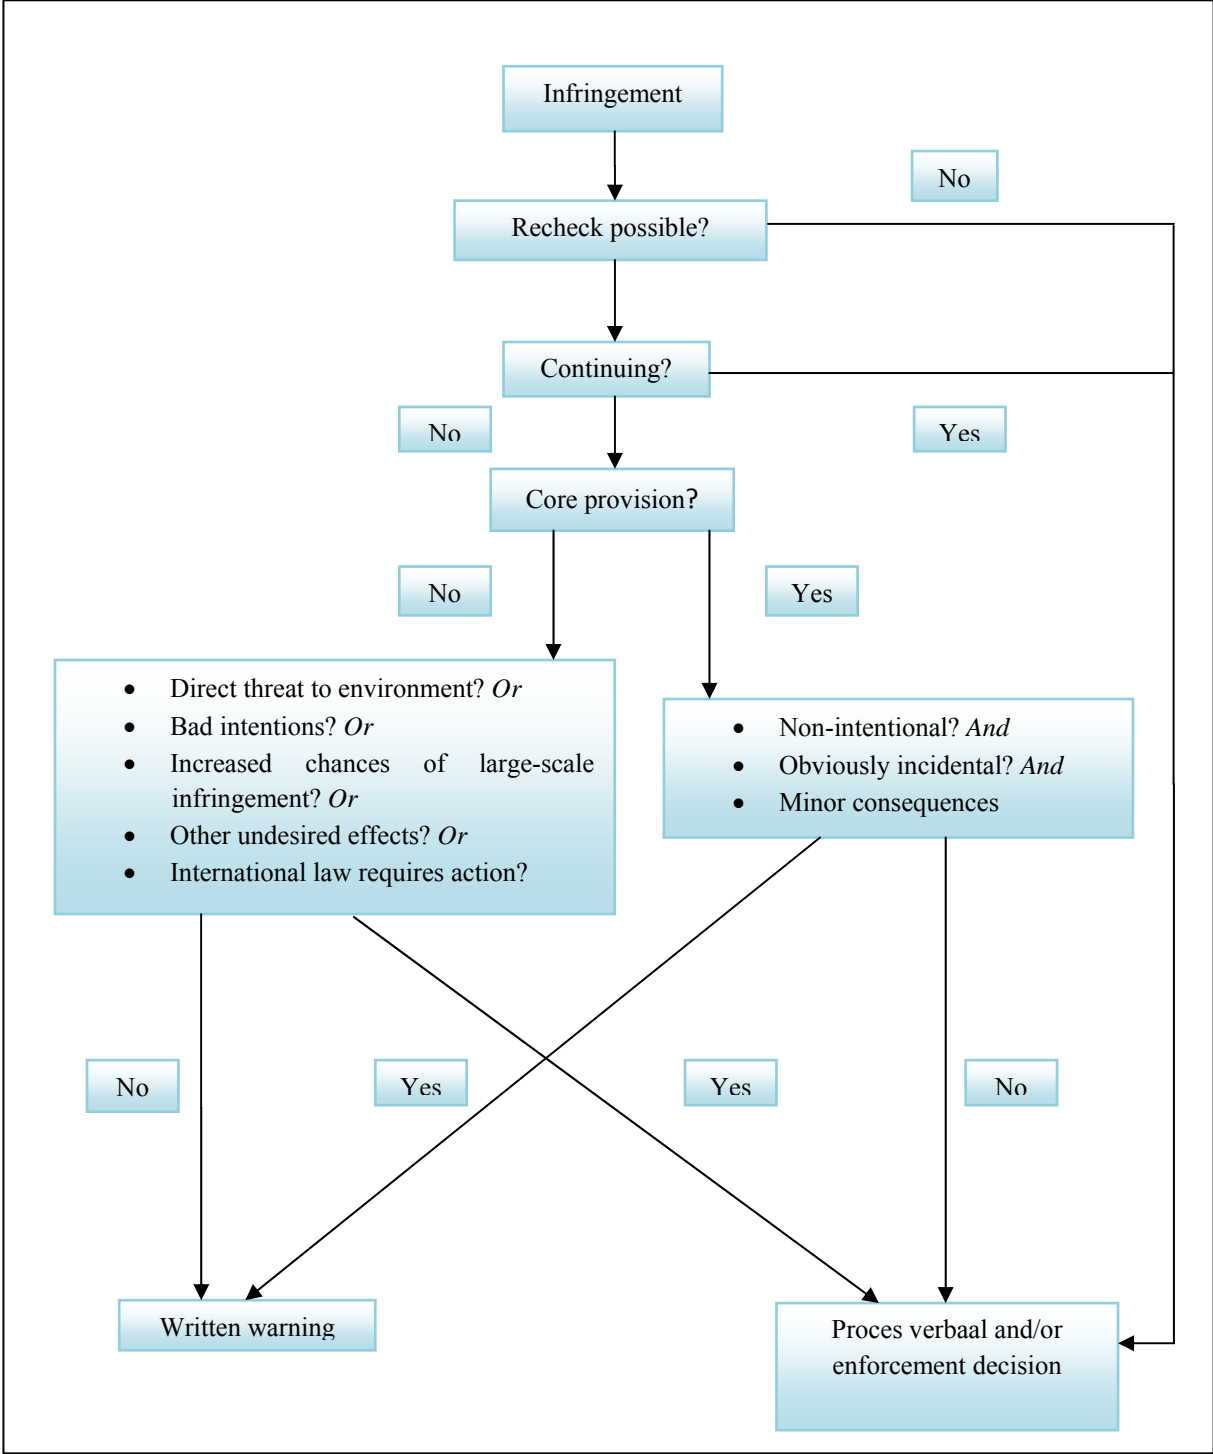 Infringement
No
Recheck possible?
Continuing?
No
Yes
Core provision?
No
Yes
• Direct threat to environment? Or
• Bad intentions? Or
• Increased chances of large-scale
infringement? Or
• Other undesired effects? Or
• International law requires action?
• Non-intentional? And
• Obviously incidental? And
• Minor consequences
No
Yes
Yes
No
Written warning
Proces verbaal and/or
enforcement decision